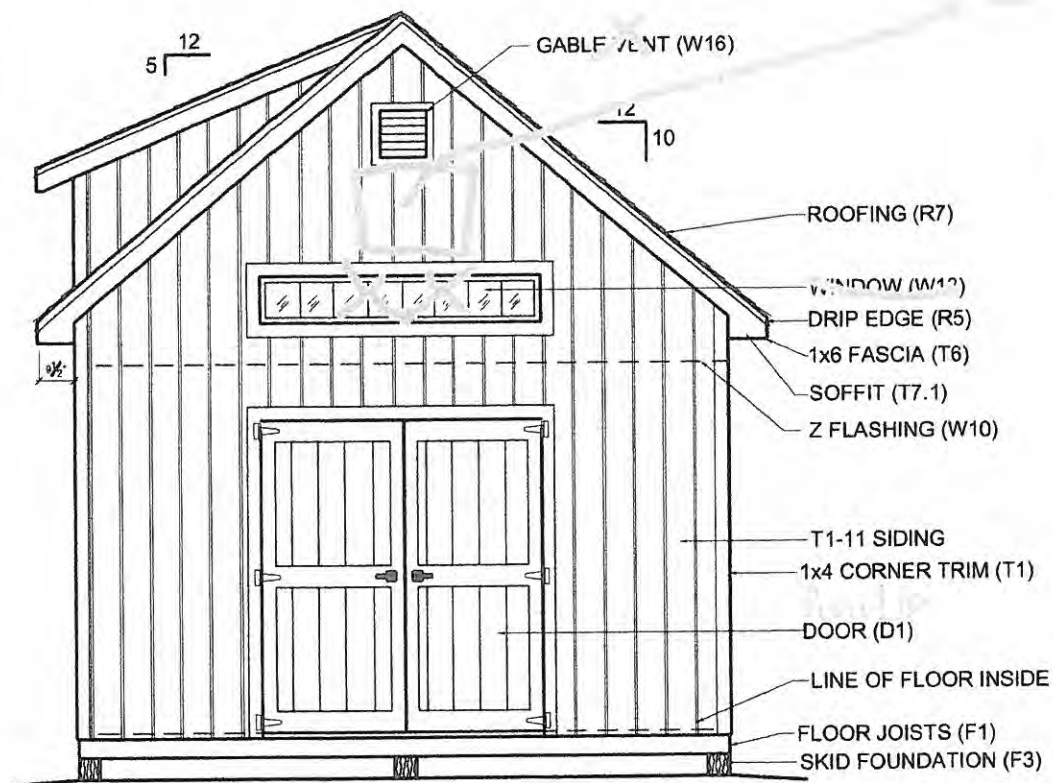 12
5
GABLE VENT (W16)
12
10
ROOFING (R7)
WINDOW (W12)
DRIP EDGE (R5)
1x6 FASCIA (T6)
SOFFIT (T7.1)
Z FLASHING (W10)
T1-11 SIDING
1x4 CORNER TRIM (T1)
DOOR (D1)
LINE OF FLOOR INSIDE
FLOOR JOISTS (F1)
SKID FOUNDATION (F3)